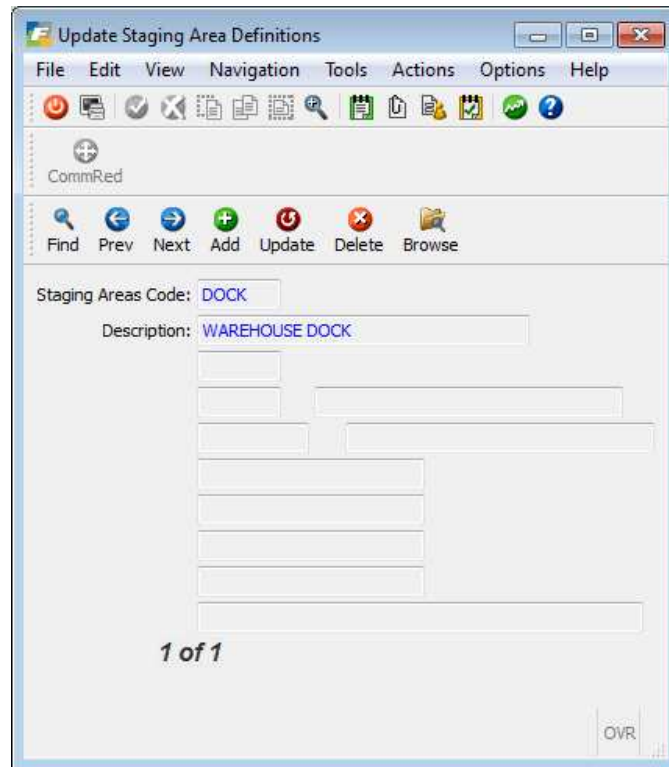 Update Staging Area Definitions
File Edit View Navigation Tools Actions Options Help
CommRed
Find Prev Next Add Update Delete Browse
Staging Areas Code: DOCK
Description: WAREHOUSE DOCK
1 of 1
OVR